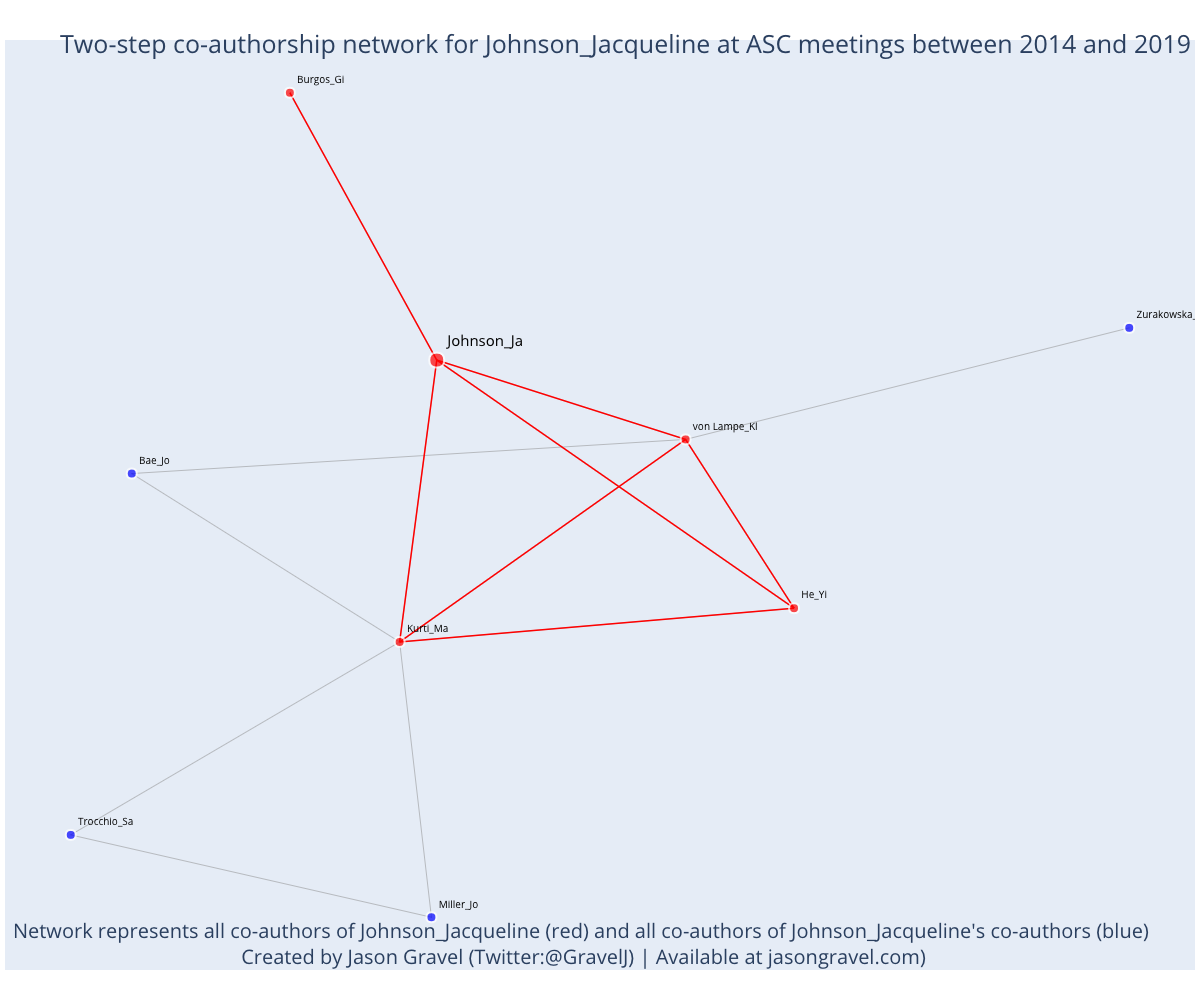 Two-step co-authorship network for Johnson_Jacqueline at ASC meetings between 2014 and 2019
Burgos_Gi
Zurakowska_
Johnson_Ja
von Lampe_Kl
Bae_Jo
He_Yi
Kurti_Ma
Trocchio_Sa
Miller_Jo
Network represents all co-authors of Johnson_Jacqueline (red) and all co-authors of Johnson_Jacqueline's co-authors (blue)
Created by Jason Gravel (Twitter:@GravelJ) | Available at jasongravel.com)